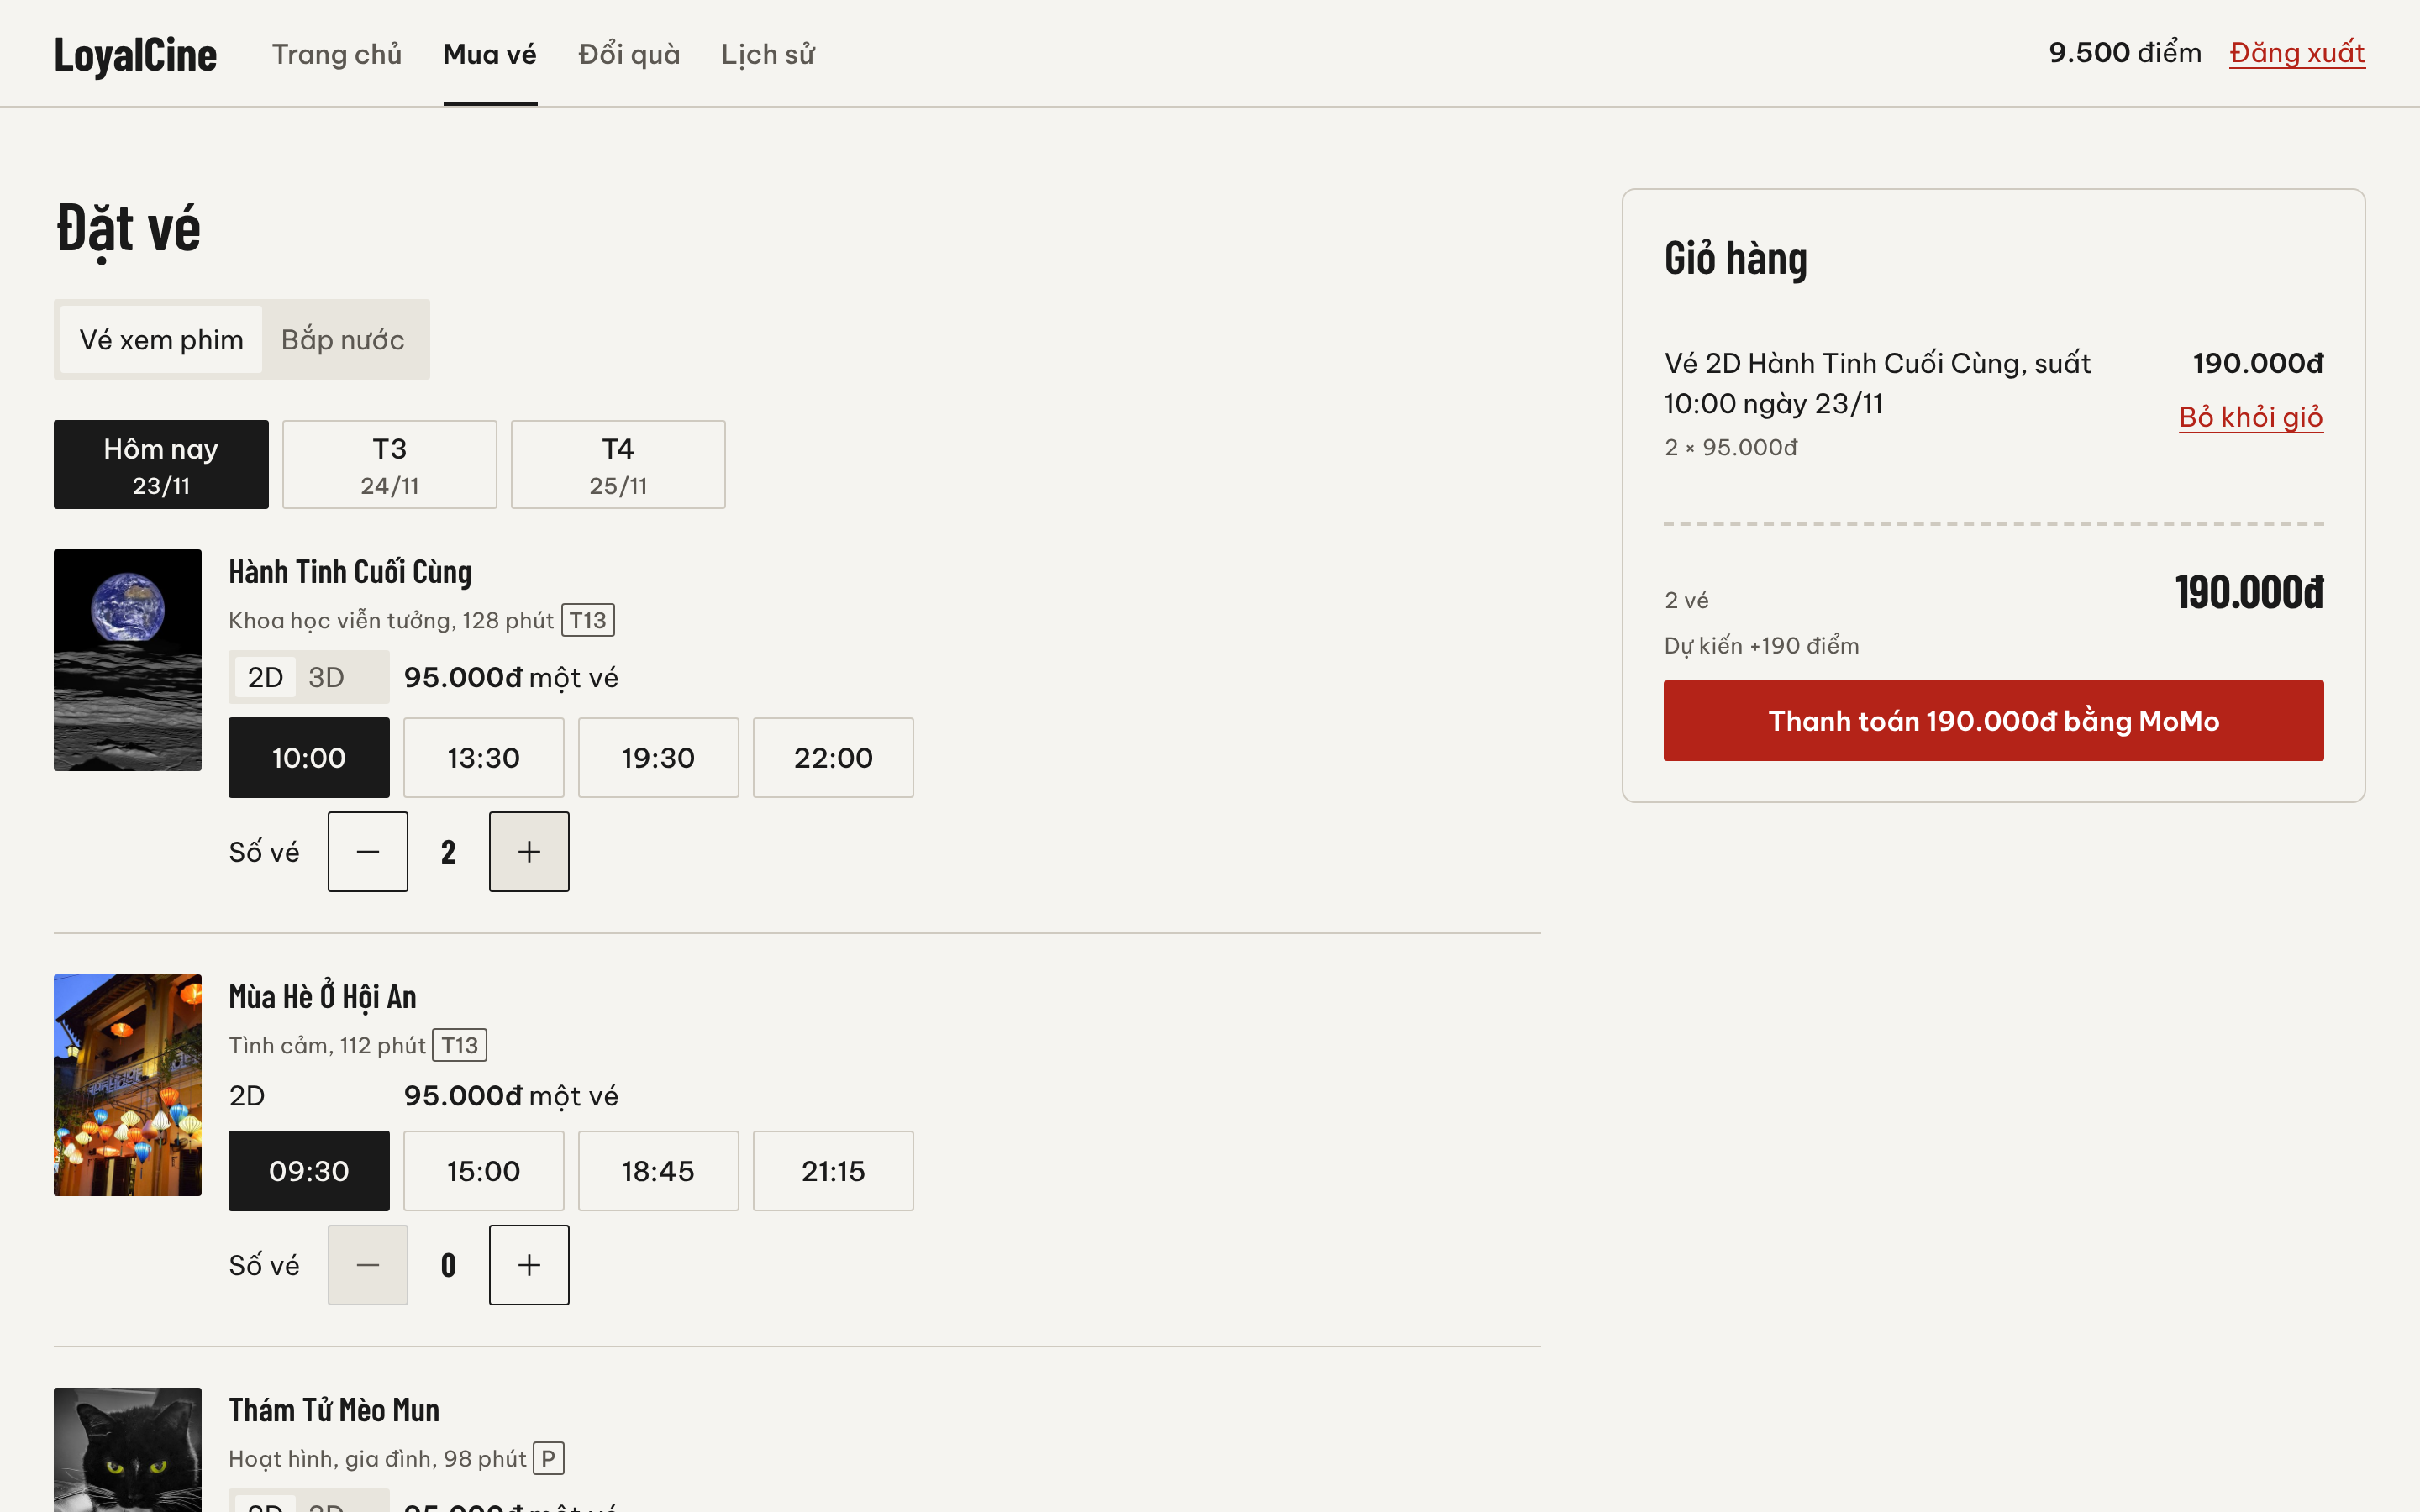 LoyalCine
Trang chủ
Mua vé
Đổi quà
Lịch sử
9.500 điểm
Đăng xuất
Đặt vé
Vé xem phim
Bắp nước
Hôm nay
23/11
T3
24/11
T4
25/11
Hành Tinh Cuối Cùng
Khoa học viễn tưởng, 128 phút T13
2D
3D
95.000đ một vé
10:00
13:30
19:30
22:00
Số vé
−
2
+
Mùa Hè Ở Hội An
Tình cảm, 112 phút T13
2D
95.000đ một vé
09:30
15:00
18:45
21:15
Số vé
−
0
+
Thám Tử Mèo Mun
Hoạt hình, gia đình, 98 phút P
2D
3D
95.000đ một vé
Giỏ hàng
Vé 2D Hành Tinh Cuối Cùng, suất
10:00 ngày 23/11
2 × 95.000đ
190.000đ
Bỏ khỏi giỏ
2 vé
190.000đ
Dự kiến +190 điểm
Thanh toán 190.000đ bằng MoMo